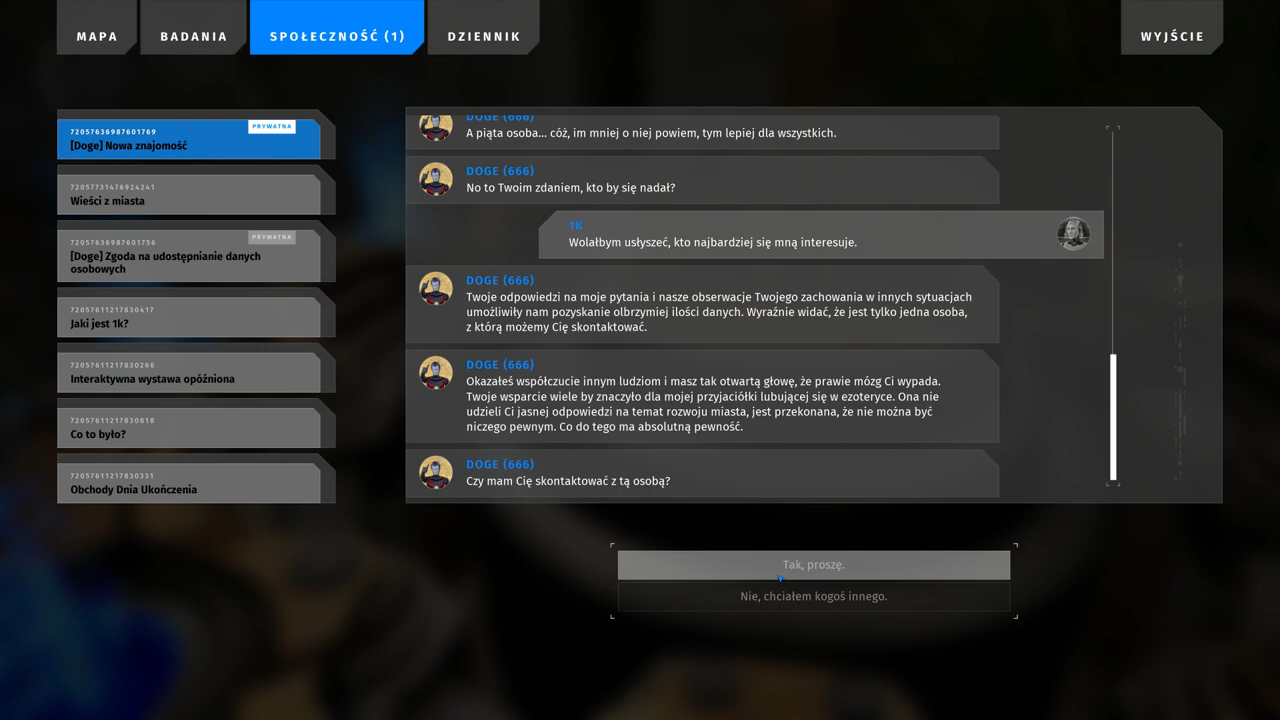 MAPA
BADANIA
SPOŁECZNOŚĆ (1)
DZIENNIK
WYJŚCIE
72057636987601769
PRYWATNA
[Doge] Nowa znajomość
72057731476924241
Wieści z miasta
72057636987601756
PRYWATNA
[Doge] Zgoda na udostępnianie danych
osobowych
72057611217830417
Jaki jest 1k?
72057611217830266
Interaktywna wystawa opóźniona
72057611217830818
Co to było?
72057611217830331
Obchody Dnia Ukończenia
DOGE (666)
A piąta osoba... cóż, im mniej o niej powiem, tym lepiej dla wszystkich.
DOGE (666)
No to Twoim zdaniem, kto by się nadał?
1K
Wolałbym usłyszeć, kto najbardziej się mną interesuje.
DOGE (666)
Twoje odpowiedzi na moje pytania i nasze obserwacje Twojego zachowania w innych sytuacjach
umożliwiły nam pozyskanie olbrzymiej ilości danych. Wyraźnie widać, że jest tylko jedna osoba,
z którą możemy Cię skontaktować.
DOGE (666)
Okazałeś współczucie innym ludziom i masz tak otwartą głowę, że prawie mózg Ci wypada.
Twoje wsparcie wiele by znaczyło dla mojej przyjaciółki lubującej się w ezoteryce. Ona nie
udzieli Ci jasnej odpowiedzi na temat rozwoju miasta, jest przekonana, że nie można być
niczego pewnym. Co do tego ma absolutną pewność.
DOGE (666)
Czy mam Cię skontaktować z tą osobą?
Tak, proszę.
Nie, chciałem kogoś innego.